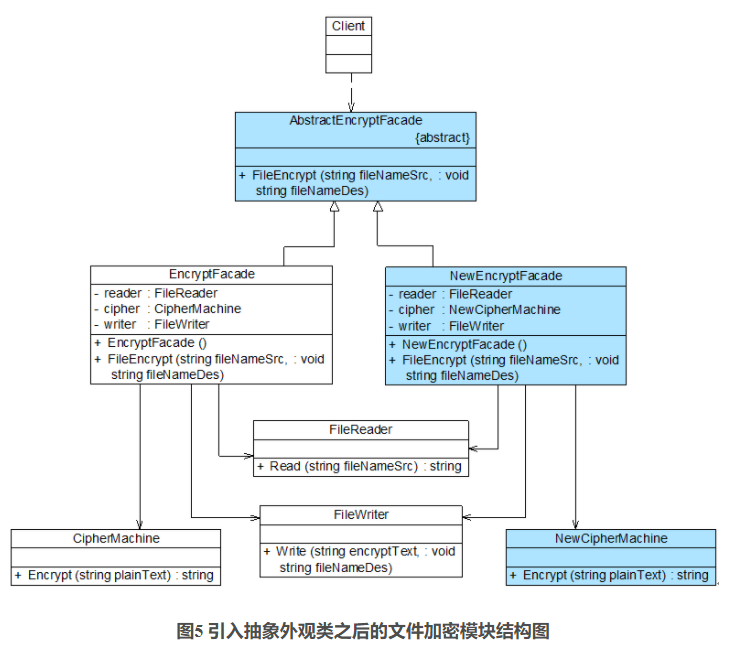 Client
AbstractEncryptFacade
{abstract}
+ FileEncrypt (string fileNameSrc, : void
string fileNameDes)
EncryptFacade
- reader : FileReader
- cipher : CipherMachine
- writer : FileWriter
+ EncryptFacade ()
+ FileEncrypt (string fileNameSrc, : void
string fileNameDes)
NewEncryptFacade
- reader : FileReader
- cipher : NewCipherMachine
- writer : FileWriter
+ NewEncryptFacade ()
+ FileEncrypt (string fileNameSrc, : void
string fileNameDes)
FileReader
+ Read (string fileNameSrc) : string
FileWriter
+ Write (string encryptText, : void
string fileNameDes)
CipherMachine
+ Encrypt (string plainText) : string
NewCipherMachine
+ Encrypt (string plainText) : string
图5 引入抽象外观类之后的文件加密模块结构图